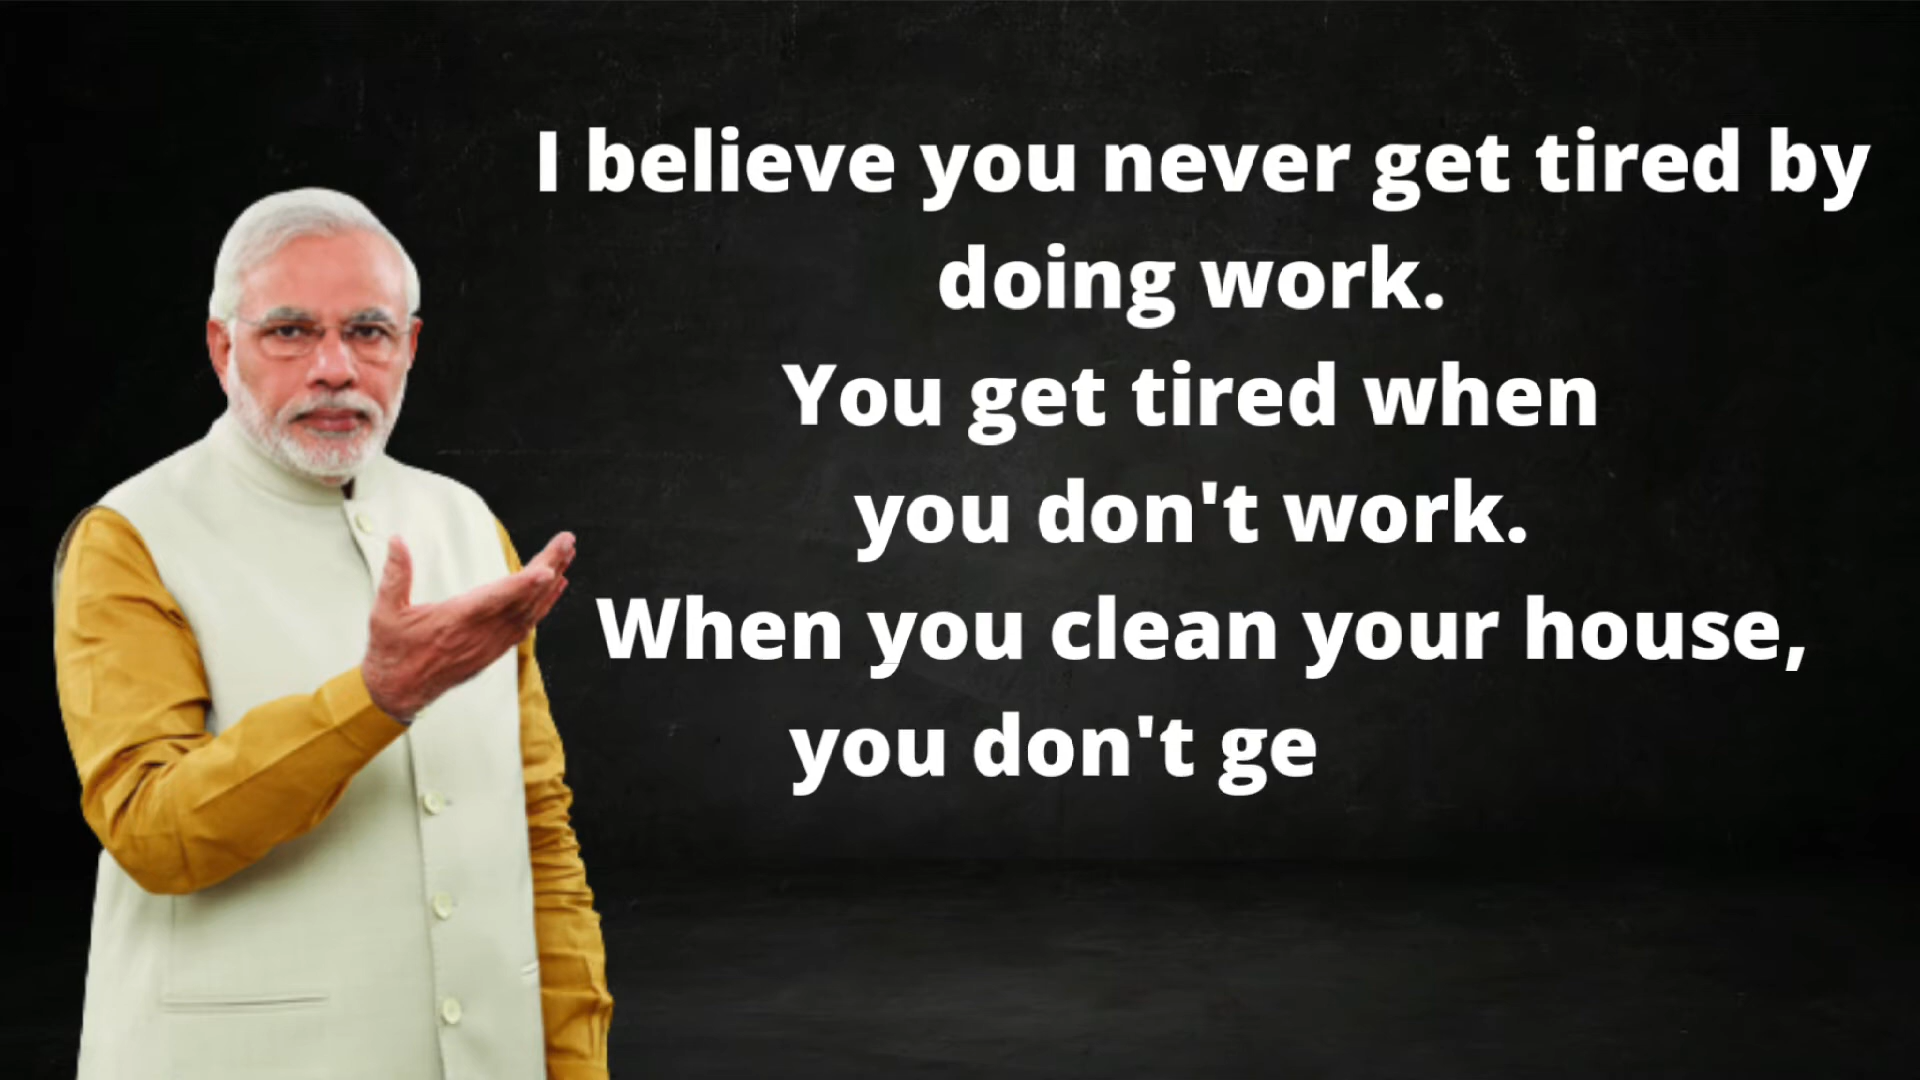 I believe you never get tired by
doing work.
You get tired when
you don't work.
When you clean your house,
you don't ge